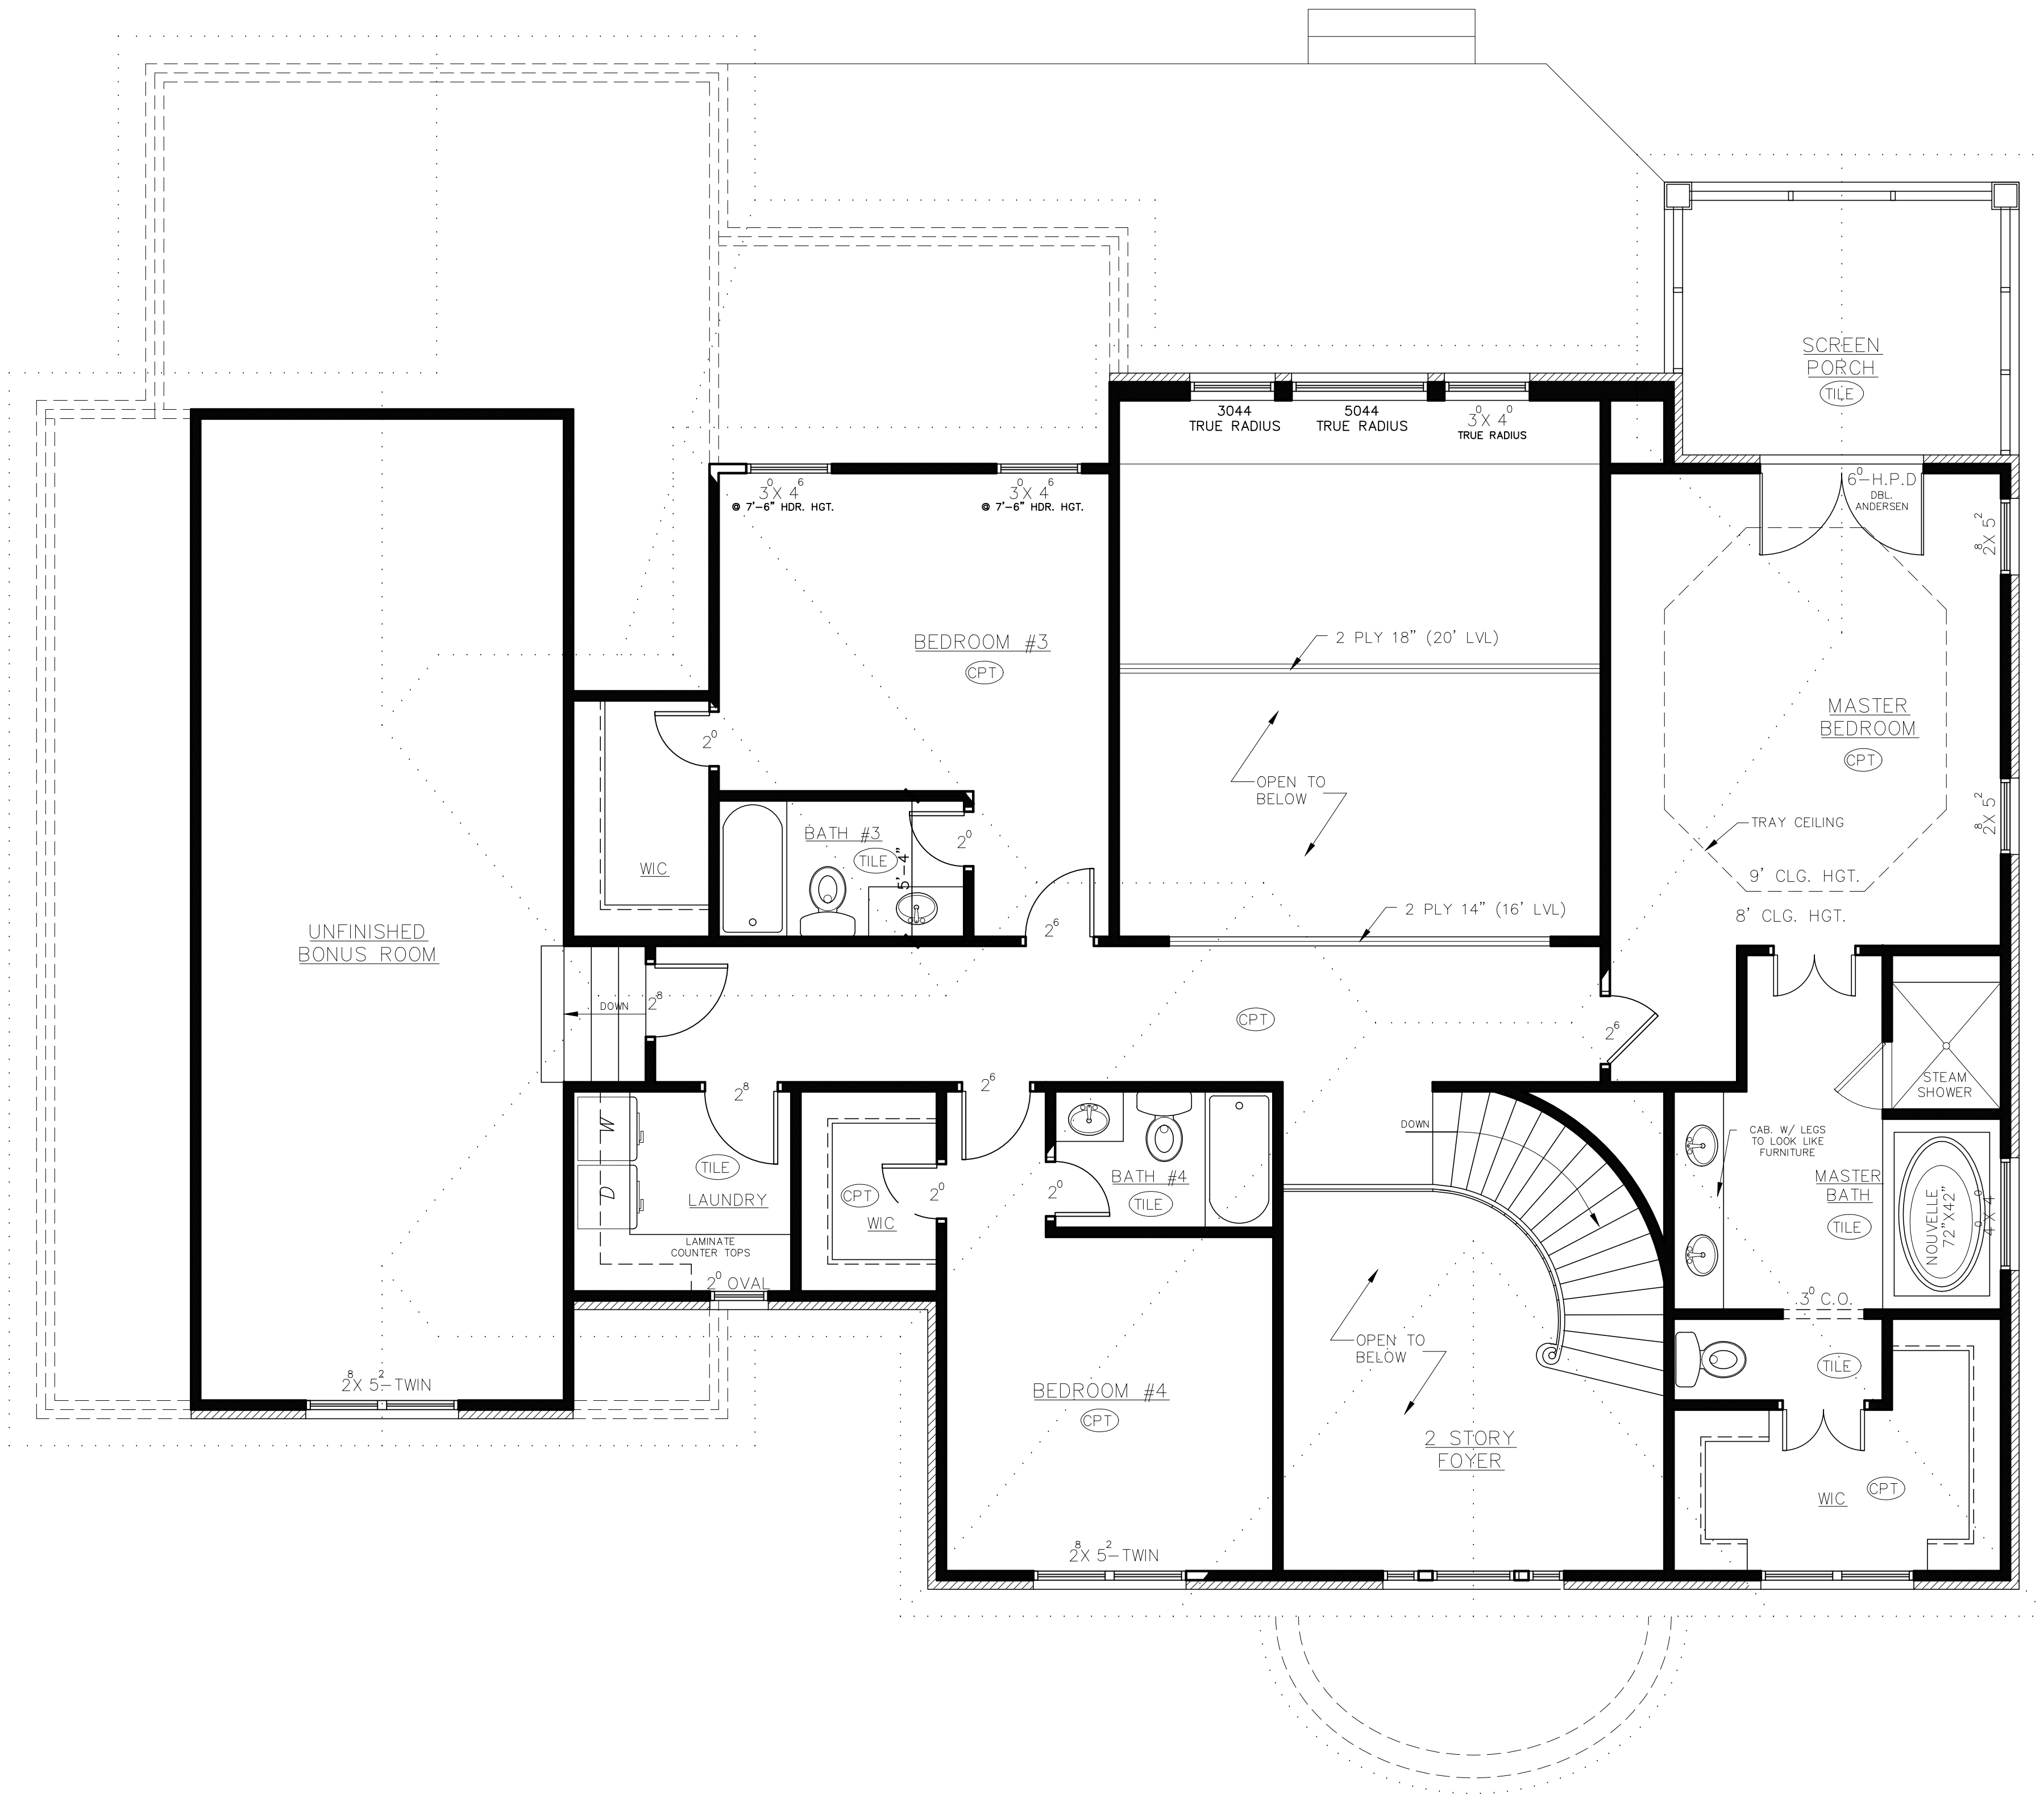 SCREEN
PORCH
TILE
3044
TRUE RADIUS
5044
TRUE RADIUS
3⁰X 4⁰
TRUE RADIUS
3⁰X 4⁶
@ 7'-6" HDR. HGT.
3⁰X 4⁶
@ 7'-6" HDR. HGT.
6⁰-H.P.D
DBL.
ANDERSEN
2⁸X 5²
BEDROOM #3
CPT
2 PLY 18" (20' LVL)
MASTER
BEDROOM
CPT
2⁰
OPEN TO
BELOW
2⁸X 5²
TRAY CEILING
BATH #3
TILE
5'-4"
2⁰
WIC
9' CLG. HGT.
8' CLG. HGT.
2 PLY 14" (16' LVL)
2⁶
UNFINISHED
BONUS ROOM
DOWN
2⁸
CPT
2⁶
STEAM
SHOWER
2⁸
2⁶
W
D
TILE
LAUNDRY
LAMINATE
COUNTER TOPS
2⁰ OVAL
CPT
WIC
2⁰
2⁰
BATH #4
TILE
DOWN
CAB. W/ LEGS
TO LOOK LIKE
FURNITURE
MASTER
BATH
TILE
NOUVELLE
72"X42"
4⁰X 4⁰
3⁰ C.O.
OPEN TO
BELOW
TILE
2⁸X 5²-TWIN
BEDROOM #4
CPT
2 STORY
FOYER
WIC
CPT
2⁸X 5²-TWIN